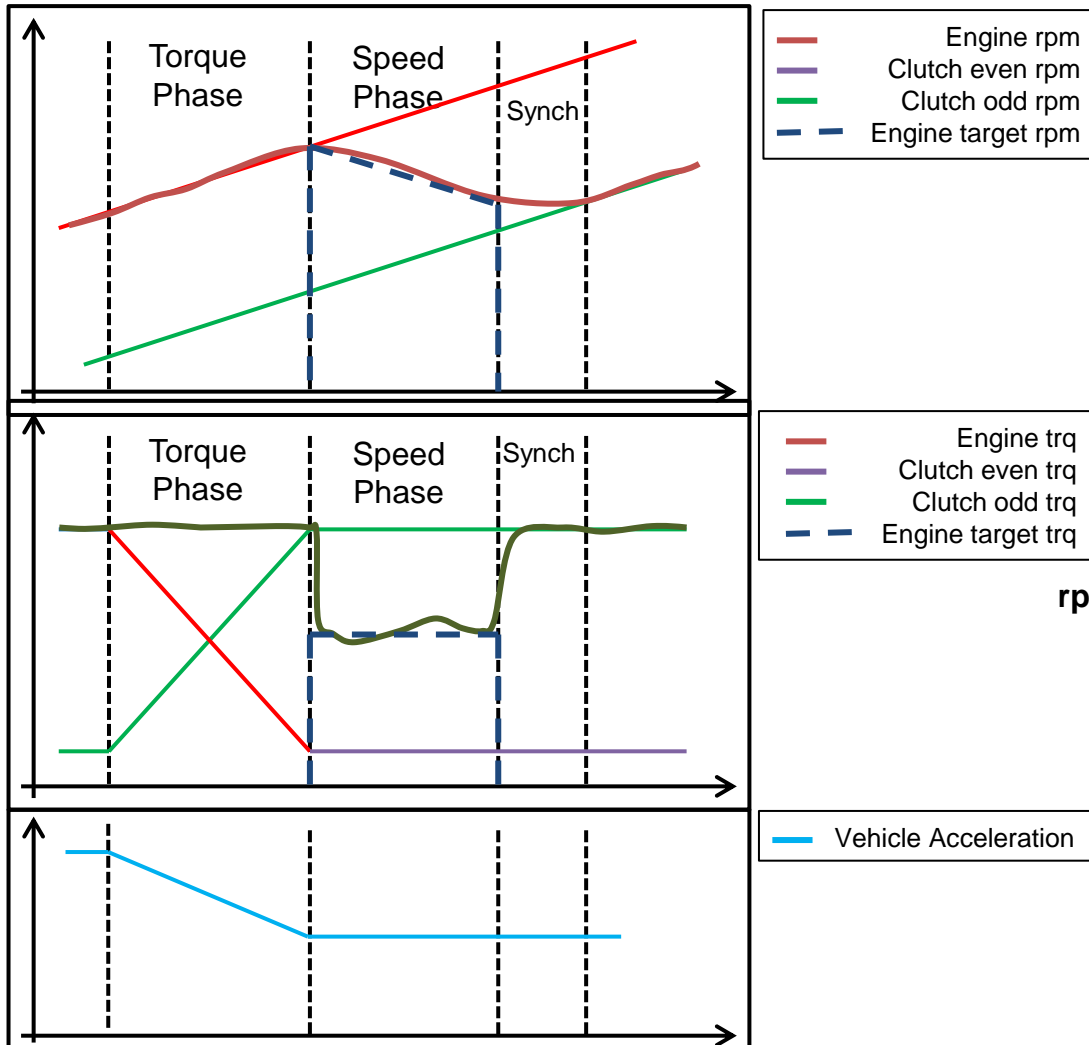 Torque
Phase
Speed
Phase
Synch
Engine rpm
Clutch even rpm
Clutch odd rpm
Engine target rpm
Torque
Phase
Speed
Phase
Synch
Engine trq
Clutch even trq
Clutch odd trq
Engine target trq
rp
Vehicle Acceleration